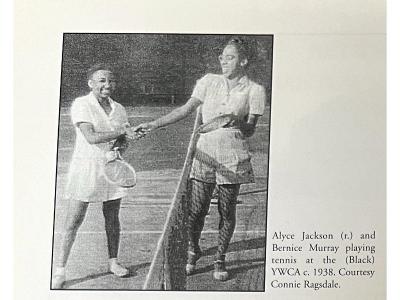 Alyce Jackson (r.) and
Bernice Murray playing
tennis at the (Black)
YWCA c. 1938. Courtesy
Connie Ragsdale.